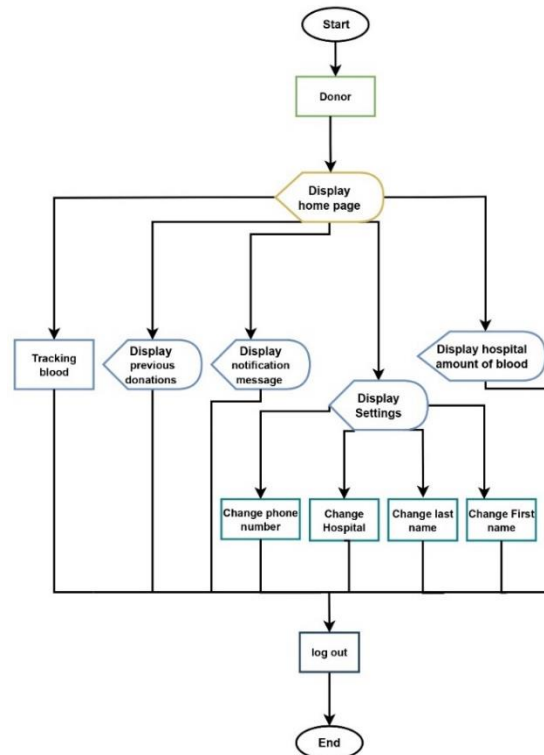 Start
Donor
Display
home page
Tracking
blood
Display
previous
donations
Display
notification
message
Display hospital
amount of blood
Display
Settings
Change phone
number
Change
Hospital
Change last
name
Change First
name
log out
End